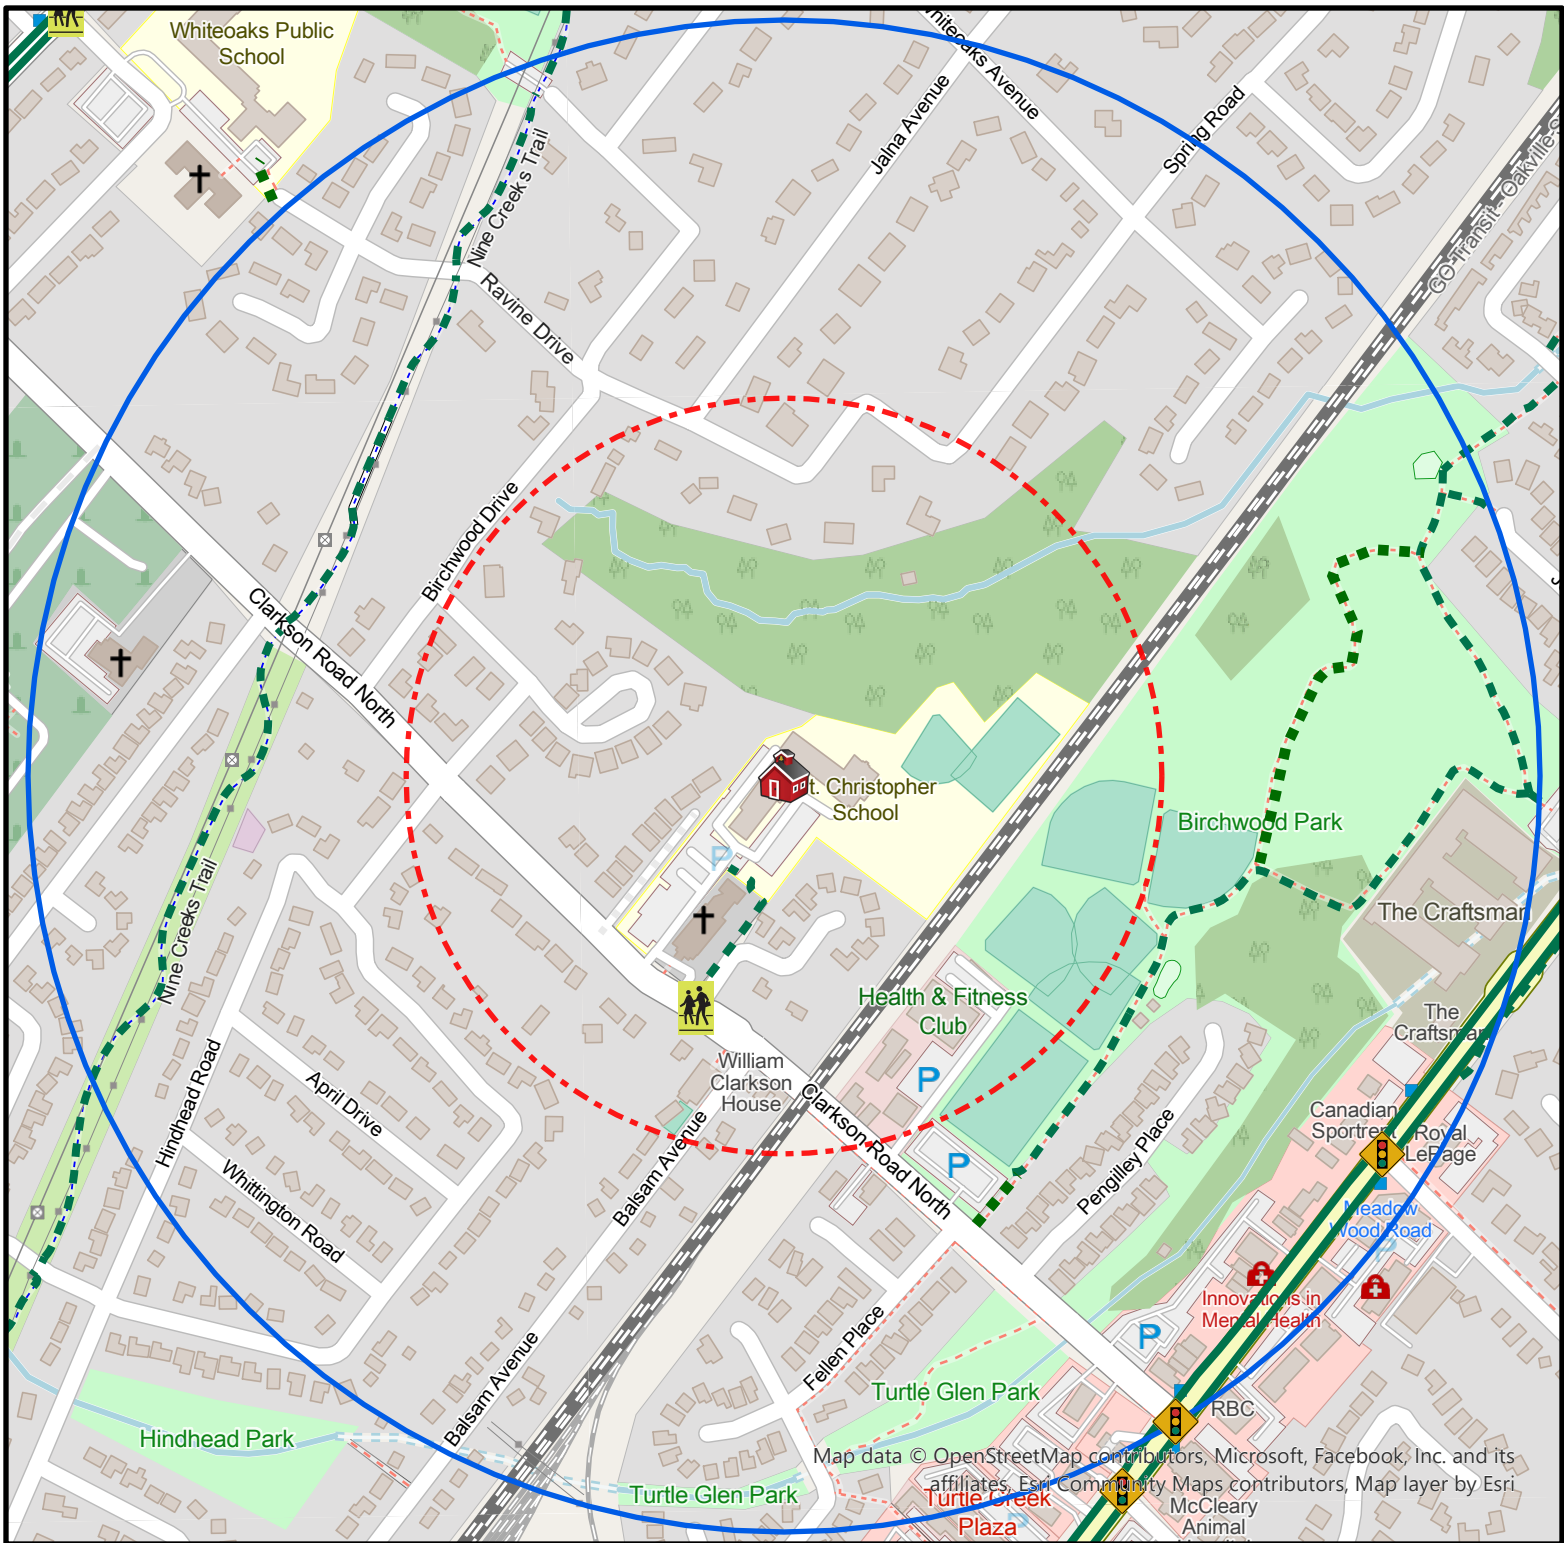 Whiteoaks Public
School
Whiteoaks Avenue
Jalna Avenue
Spring Road
Nine Creeks Trail
GO Transit - Oakville
Ravine Drive
Birchwood Drive
Clarkson Road North
t. Christopher
School
Birchwood Park
P
Nine Creeks Trail
The Craftsman
Health & Fitness
Club
The
Craftsman
William
Clarkson
House
P
Clarkson Road North
Hindhead Road
April Drive
Canadian
Sportrent
Royal
LePage
Balsam Avenue
P
Pengilley Place
Whittington Road
Meadow
Wood Road
P
Innovations in
Mental Health
P
Fellen Place
Balsam Avenue
Turtle Glen Park
RBC
Hindhead Park
Map data © OpenStreetMap contributors, Microsoft, Facebook, Inc. and its
affiliates, Esri Community Maps contributors, Map layer by Esri
Turtle Glen Park
Turtle Creek
Plaza
P
McCleary
Animal